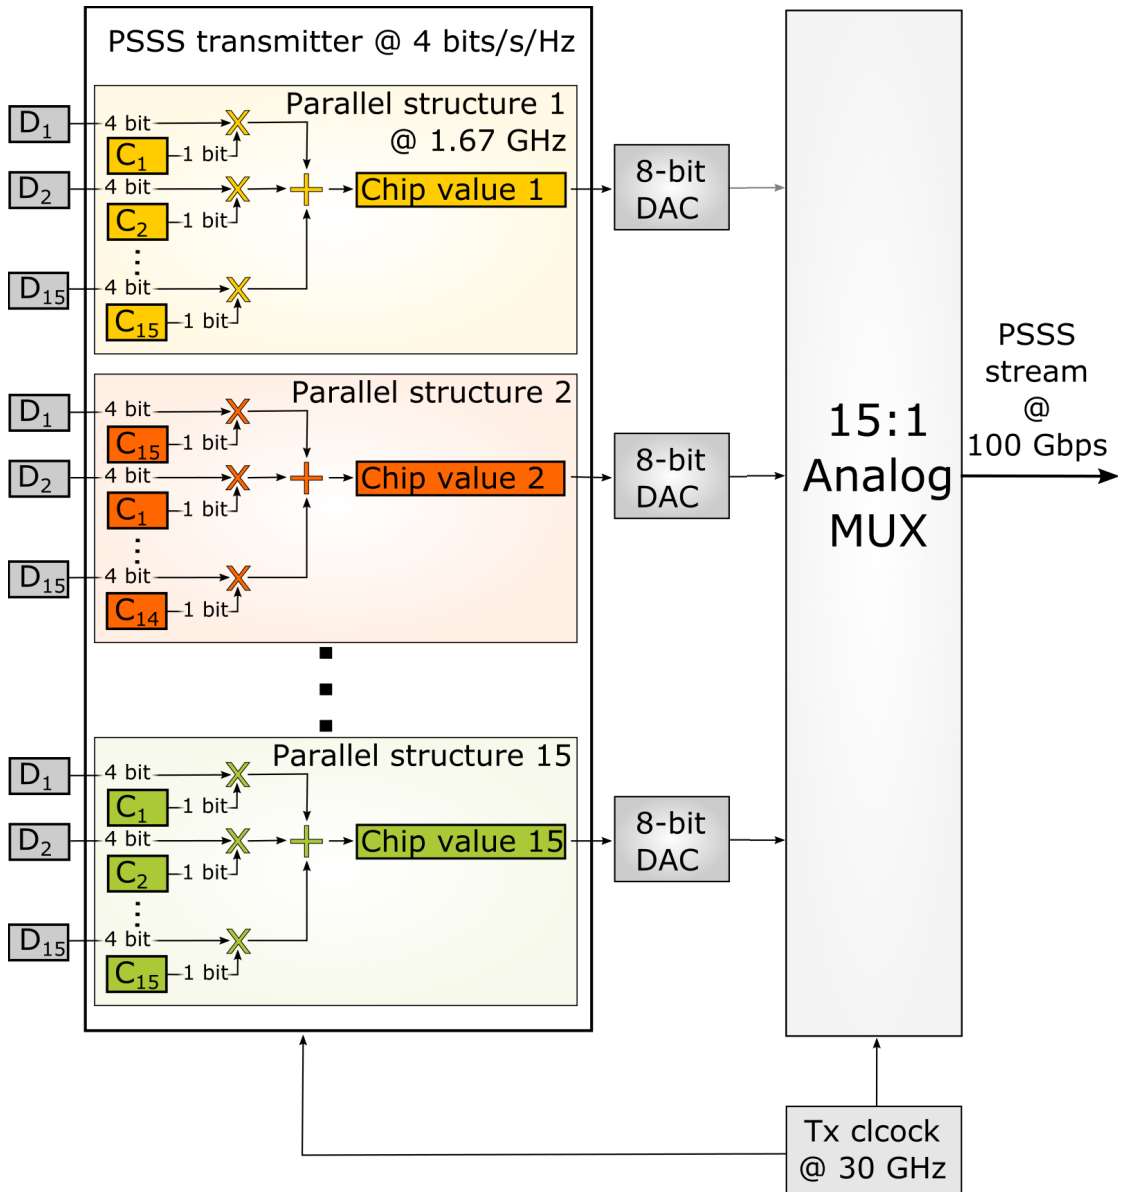 PSSS transmitter @ 4 bits/s/Hz
Parallel structure 1
@ 1.67 GHz
D1
4 bit
X
C1
1 bit
D2
4 bit
X
+
Chip value 1
C2
1 bit
D15
4 bit
X
C15
1 bit
8-bit
DAC
Parallel structure 2
D1
4 bit
X
C15
1 bit
D2
4 bit
X
+
Chip value 2
C1
1 bit
D15
4 bit
X
C14
1 bit
8-bit
DAC
Parallel structure 15
D1
4 bit
X
C1
1 bit
D2
4 bit
X
+
Chip value 15
C2
1 bit
D15
4 bit
X
C15
1 bit
8-bit
DAC
15:1
Analog
MUX
PSSS
stream
@
100 Gbps
Tx clcock
@ 30 GHz